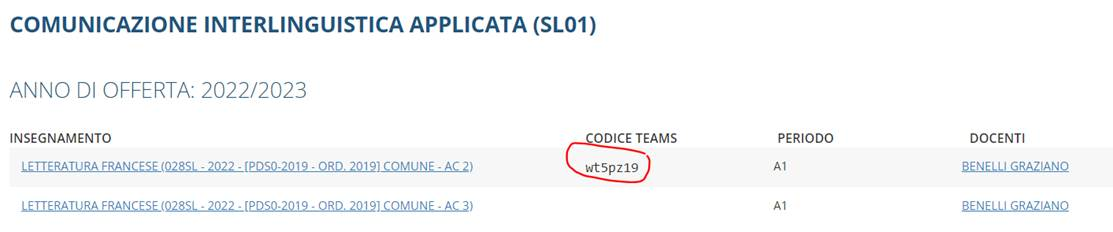 COMUNICAZIONE INTERLINGUISTICA APPLICATA (SL01)
ANNO DI OFFERTA: 2022/2023
INSEGNAMENTO CODICE TEAMS PERIODO DOCENTI
LETTERATURA FRANCESE (028SL - 2022 - [PDS0-2019 - ORD. 2019] COMUNE - AC 2) wt5pz19 A1 BENELLI GRAZIANO
LETTERATURA FRANCESE (028SL - 2022 - [PDS0-2019 - ORD. 2019] COMUNE - AC 3) A1 BENELLI GRAZIANO